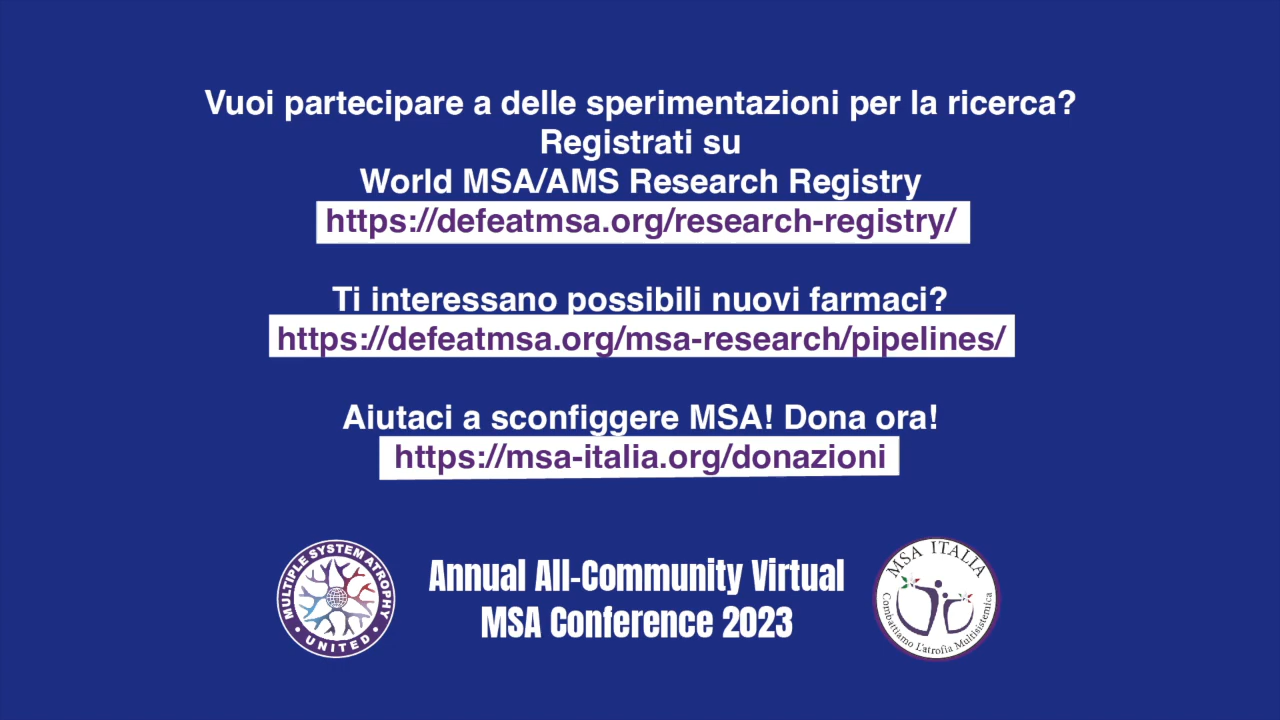 Vuoi partecipare a delle sperimentazioni per la ricerca?
Registrati su
World MSA/AMS Research Registry
https://defeatmsa.org/research-registry/
Ti interessano possibili nuovi farmaci?
https://defeatmsa.org/msa-research/pipelines/
Aiutaci a sconfiggere MSA! Dona ora!
https://msa-italia.org/donazioni
MULTIPLE SYSTEM ATROPHY
• UNITED •
Annual All-Community Virtual
MSA Conference 2023
MSA ITALIA
Combattiamo L'atrofia Multisistemica